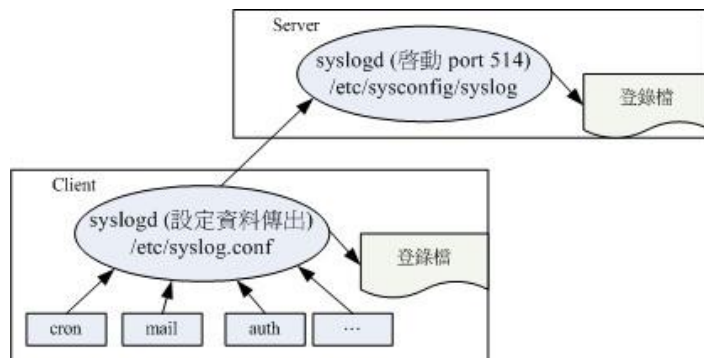 Server
syslogd (啓動 port 514)
/etc/sysconfig/syslog
登錄檔
Client
syslogd (設定資料傳出)
/etc/syslog.conf
登錄檔
cron
mail
auth
…